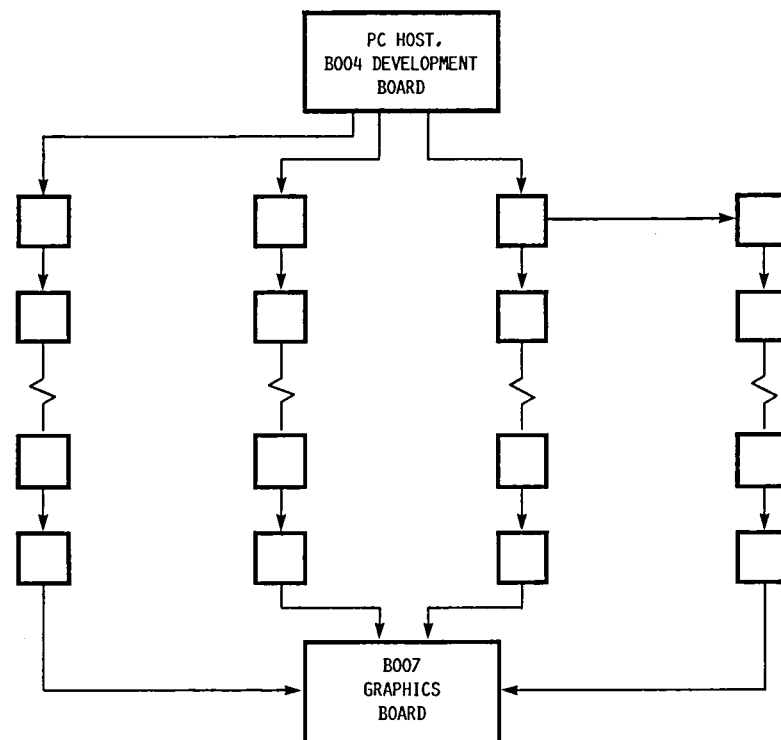 PC HOST,
B004 DEVELOPMENT
BOARD
B007
GRAPHICS
BOARD